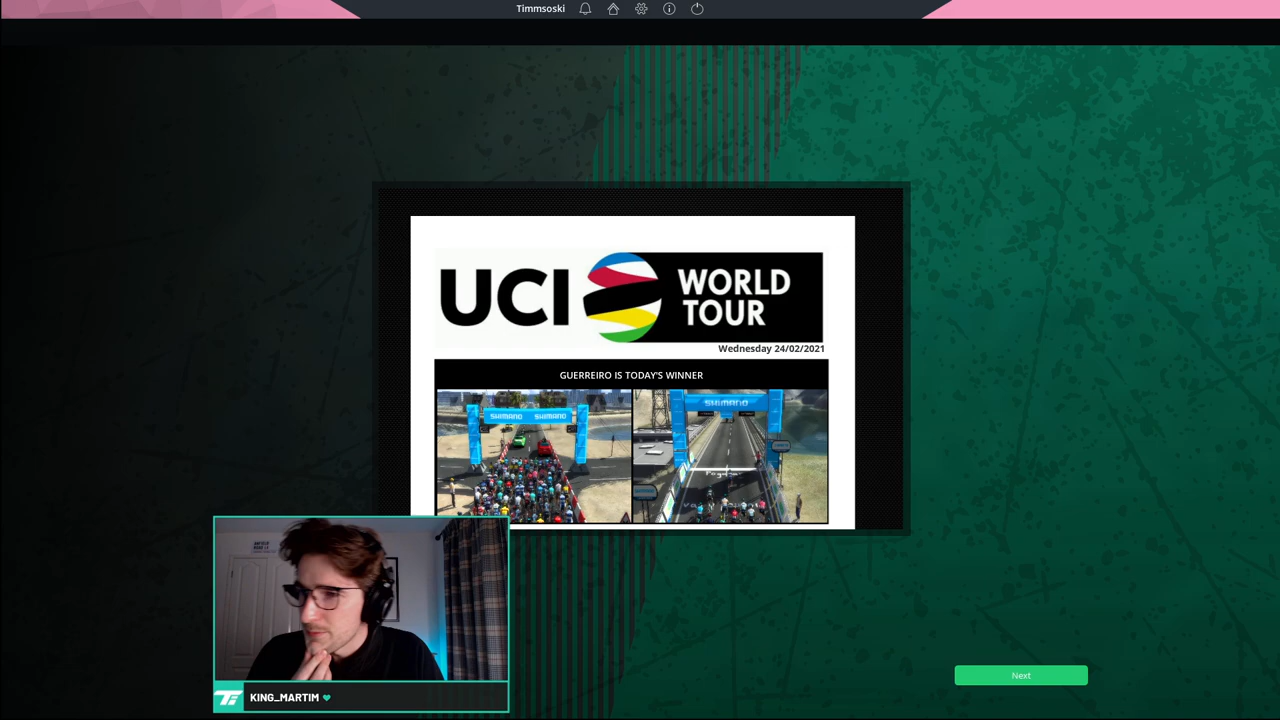 Timmsoski
UCI WORLD
TOUR
Wednesday 24/02/2021
GUERREIRO IS TODAY'S WINNER
SHIMANO SHIMANO
SHIMANO
KING_MARTIM
Next